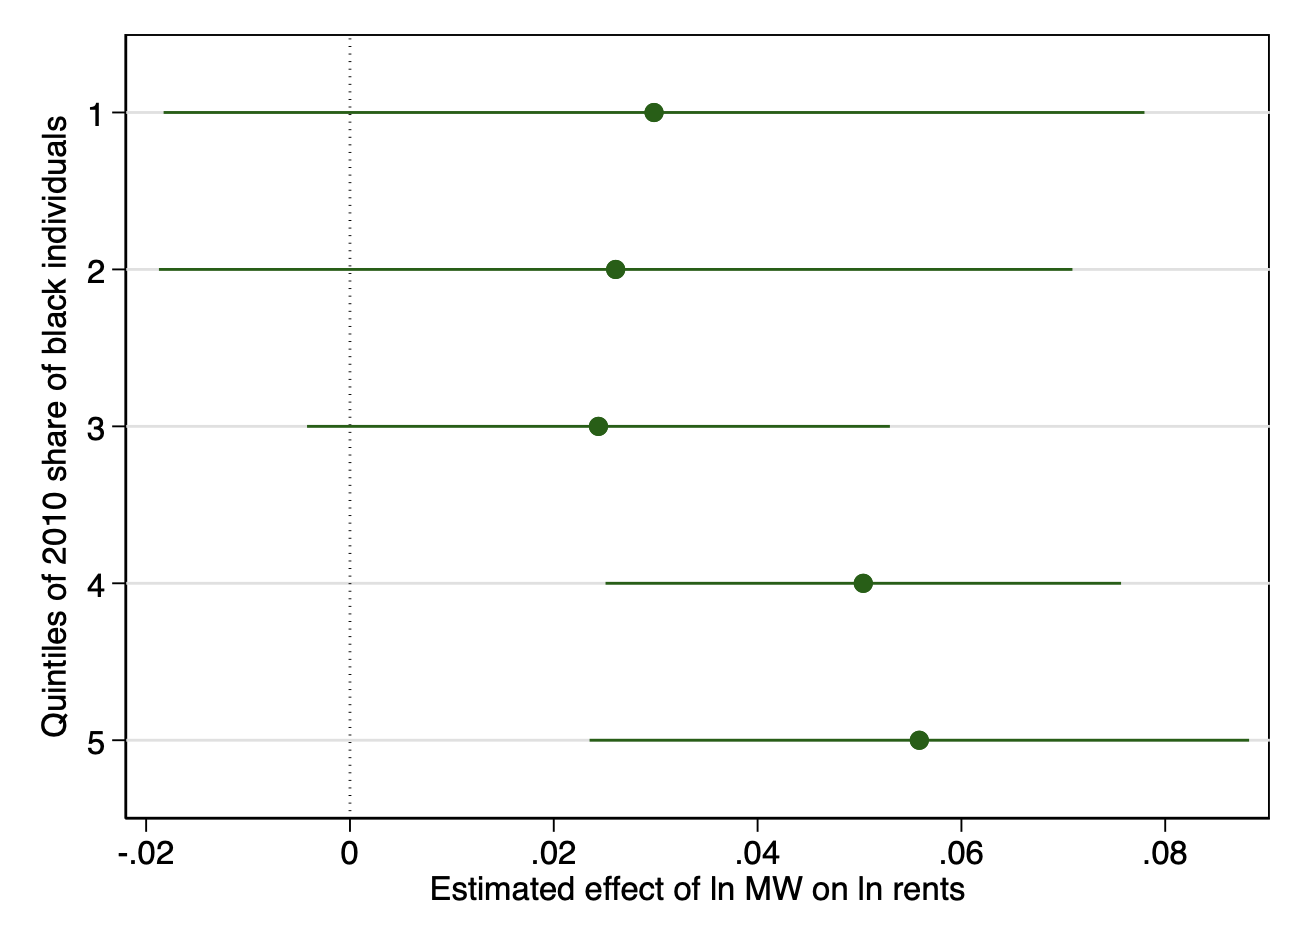 Quintiles of 2010 share of black individuals
1
2
3
4
5
-.02 0 .02 .04 .06 .08
Estimated effect of ln MW on ln rents